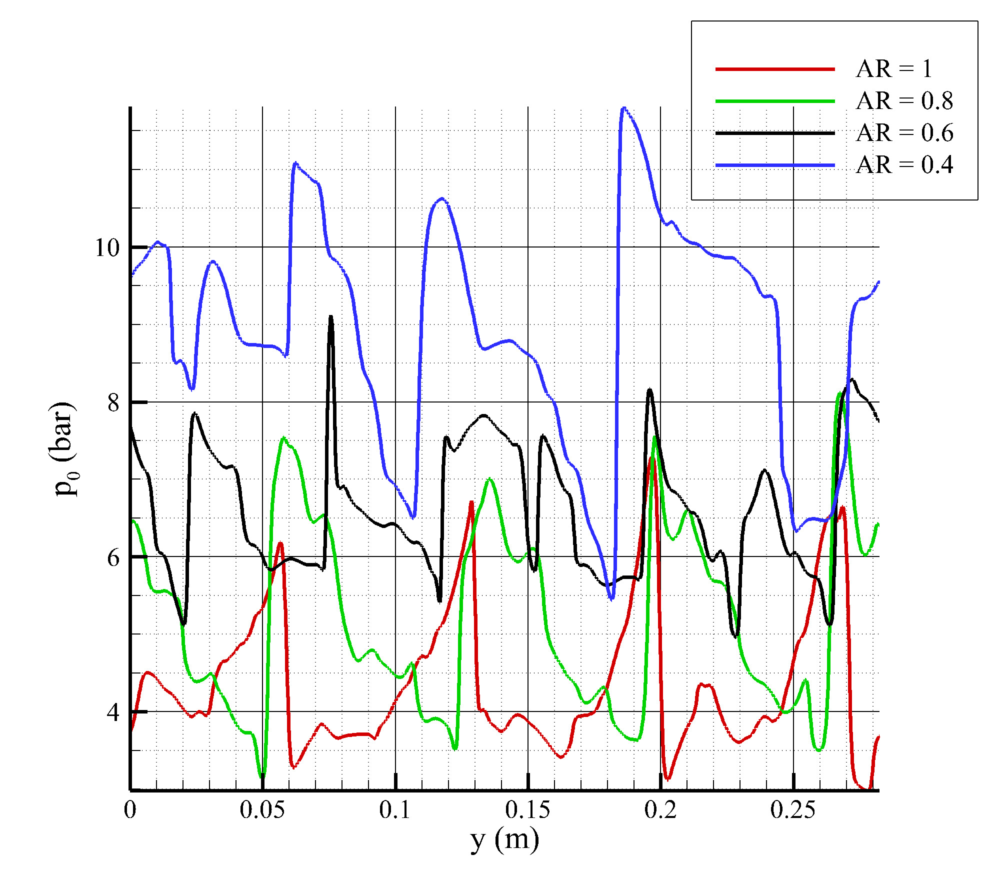 AR = 1
AR = 0.8
AR = 0.6
AR = 0.4
10
8
6
4
p₀ (bar)
0 0.05 0.1 0.15 0.2 0.25
y (m)